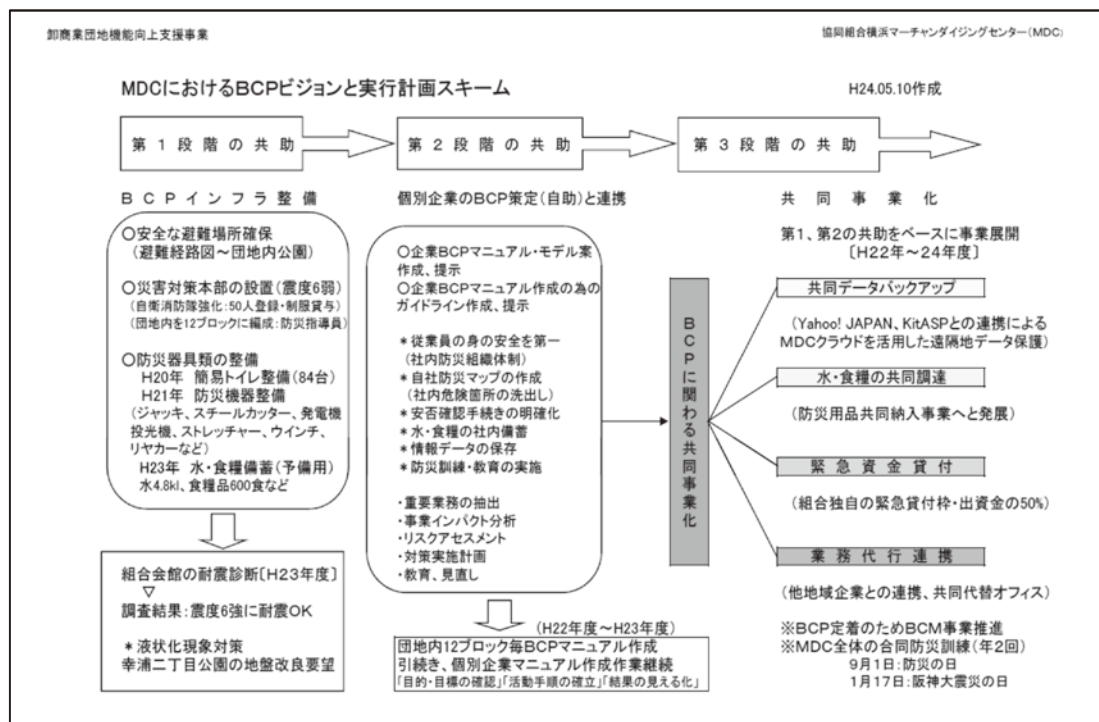 卸商業団地機能向上支援事業
協同組合横浜マーチャンダイジングセンター(MDC)
MDCにおけるBCPビジョンと実行計画スキーム
H24.05.10作成
第1段階の共助
第2段階の共助
第3段階の共助
BCPインフラ整備
○安全な避難場所確保
(避難経路図~団地内公園)
○災害対策本部の設置(震度6弱)
(自衛消防隊強化:50人登録・制服貸与)
(団地内を12ブロックに編成:防災指導員)
○防災器具類の整備
H20年 簡易トイレ整備(84台)
H21年 防災機器整備
(ジャッキ、スチールカッター、発電機
投光機、ストレッチャー、ウインチ、
リヤカーなど)
H23年 水・食糧備蓄(予備用)
水4.8kl、食糧品600食など
組合会館の耐震診断〔H23年度〕
▽
調査結果:震度6強に耐震OK
*液状化現象対策
幸浦二丁目公園の地盤改良要望
個別企業のBCP策定(自助)と連携
○企業BCPマニュアル・モデル案
作成、提示
○企業BCPマニュアル作成の為の
ガイドライン作成、提示
*従業員の身の安全を第一
(社内防災組織体制)
*自社防災マップの作成
(社内危険箇所の洗出し)
*安否確認手続きの明確化
*水・食糧の社内備蓄
*情報データの保存
*防災訓練・教育の実施
・重要業務の抽出
・事業インパクト分析
・リスクアセスメント
・対策実施計画
・教育、見直し
(H22年度~H23年度)
団地内12ブロック毎BCPマニュアル作成
引続き、個別企業マニュアル作成作業継続
「目的・目標の確認」「活動手順の確立」「結果の見える化」
BCPに関わる共同事業化
共同事業化
第1、第2の共助をベースに事業展開
〔H22年~24年度〕
共同データバックアップ
(Yahoo! JAPAN、KitASPとの連携による
MDCクラウドを活用した遠隔地データ保護)
水・食糧の共同調達
(防災用品共同納入事業へと発展)
緊急資金貸付
(組合独自の緊急貸付枠・出資金の50%)
業務代行連携
(他地域企業との連携、共同代替オフィス)
※BCP定着のためBCM事業推進
※MDC全体の合同防災訓練(年2回)
9月1日:防災の日
1月17日:阪神大震災の日